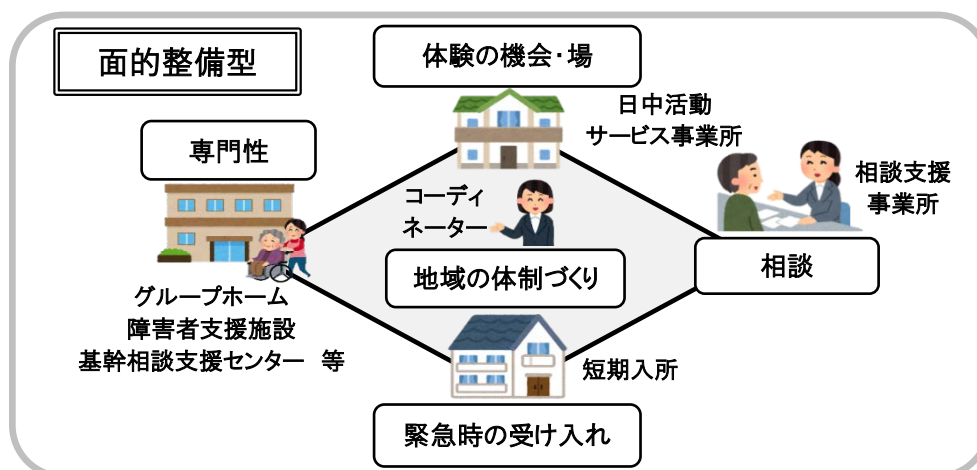 面的整備型
体験の機会・場
日中活動
サービス事業所
専門性
コーディ
ネーター
相談支援
事業所
地域の体制づくり
相談
グループホーム
障害者支援施設
基幹相談支援センター 等
短期入所
緊急時の受け入れ